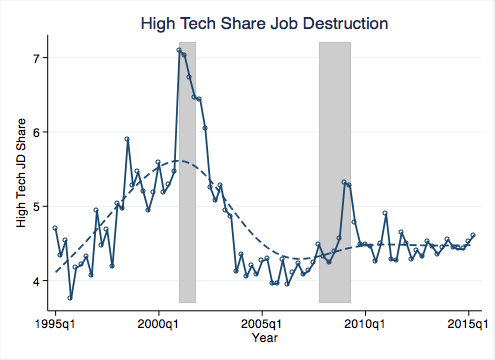 High Tech Share Job Destruction
High Tech JD Share
7
6
5
4
1995q1 2000q1 2005q1 2010q1 2015q1
Year